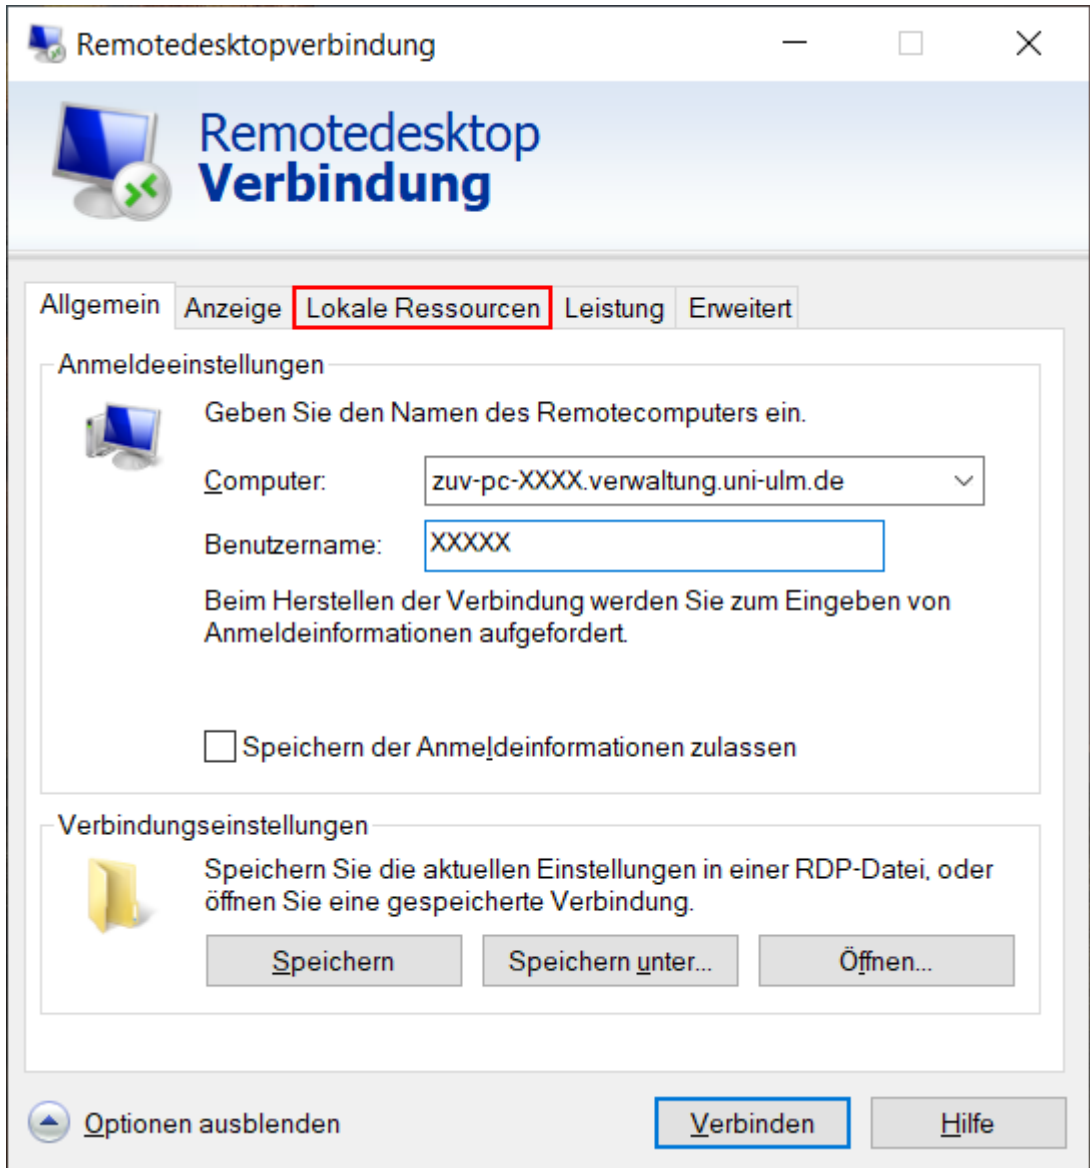 Remotedesktopverbindung
Remotedesktop
Verbindung
Allgemein Anzeige Lokale Ressourcen Leistung Erweitert
Anmeldeeinstellungen
Geben Sie den Namen des Remotecomputers ein.
Computer: zuv-pc-XXXX.verwaltung.uni-ulm.de
Benutzername: XXXXX
Beim Herstellen der Verbindung werden Sie zum Eingeben von
Anmeldeinformationen aufgefordert.
Speichern der Anmeldeinformationen zulassen
Verbindungseinstellungen
Speichern Sie die aktuellen Einstellungen in einer RDP-Datei, oder
öffnen Sie eine gespeicherte Verbindung.
Speichern Speichern unter... Öffnen...
Optionen ausblenden Verbinden Hilfe